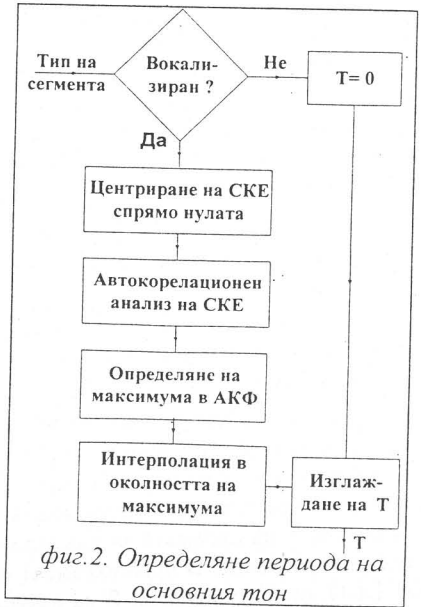 Тип на
сегмента
Вокали-
зиран ?
Не
Т= 0
Да
Центриране на СКЕ
спрямо нулата
Автокорелационен
анализ на СКЕ
Определяне на
максимума в АКФ
Интерполация в
околността на
максимума
Изглаж-
дане на Т
Т
фиг.2. Определяне периода на
основния тон